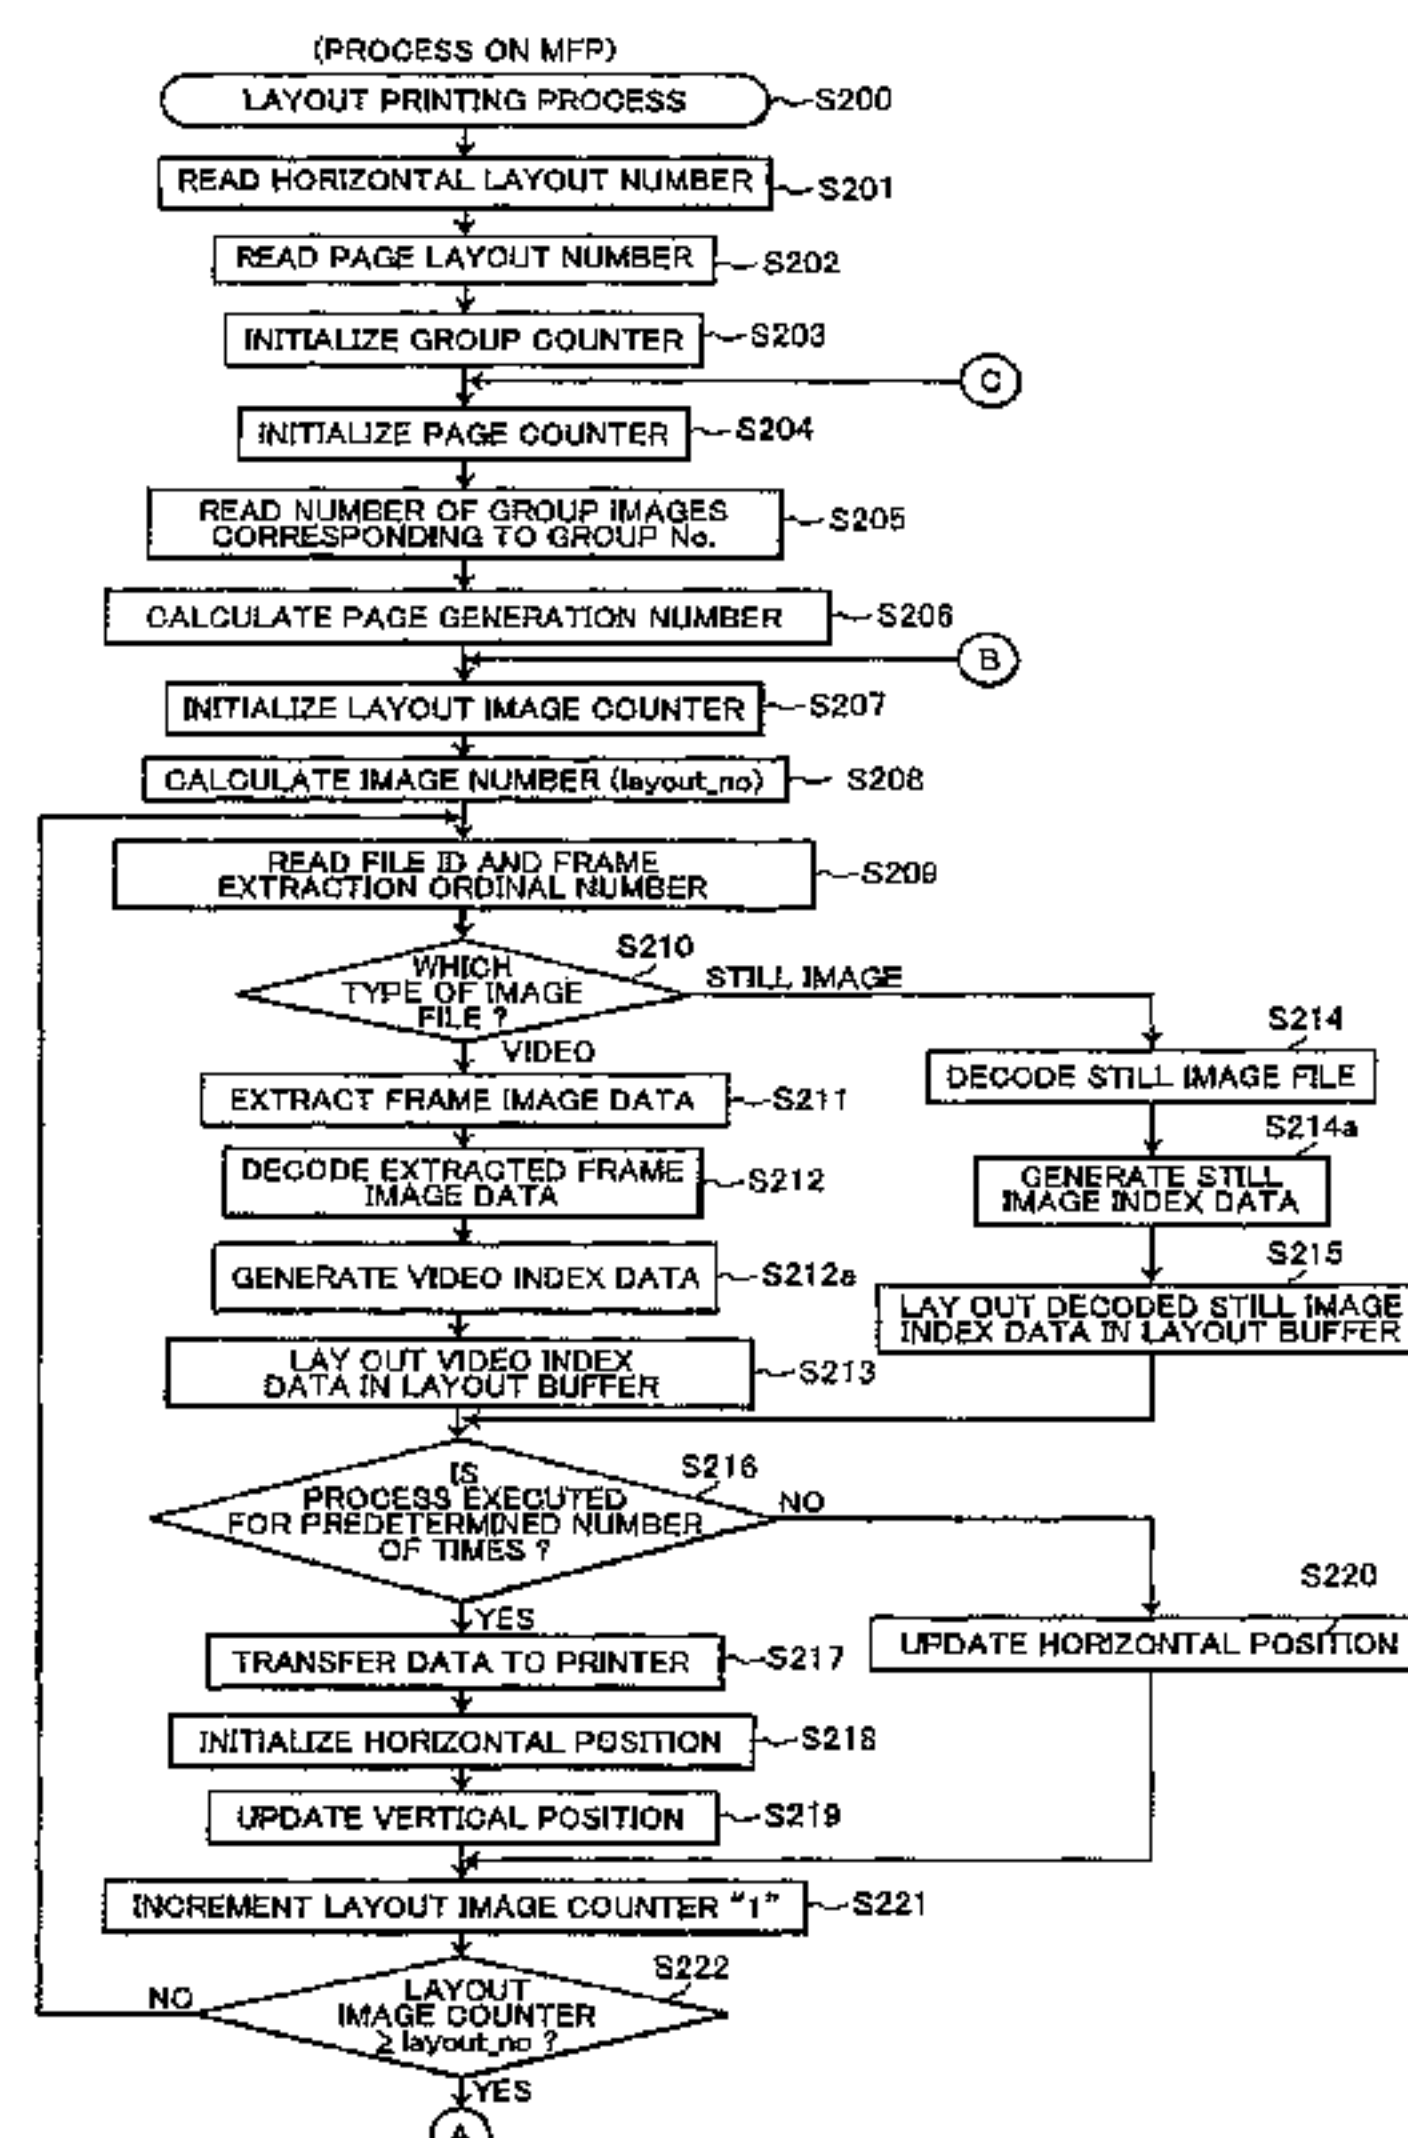 (PROCESS ON MFP)
LAYOUT PRINTING PROCESS
S200
READ HORIZONTAL LAYOUT NUMBER
S201
READ PAGE LAYOUT NUMBER
S202
INITIALIZE GROUP COUNTER
S203
C
INITIALIZE PAGE COUNTER
S204
READ NUMBER OF GROUP IMAGES
CORRESPONDING TO GROUP No.
S205
CALCULATE PAGE GENERATION NUMBER
S206
B
INITIALIZE LAYOUT IMAGE COUNTER
S207
CALCULATE IMAGE NUMBER (layout_no)
S208
READ FILE ID AND FRAME
EXTRACTION ORDINAL NUMBER
S209
S210
WHICH
TYPE OF IMAGE
FILE ?
STILL IMAGE
VIDEO
S214
DECODE STILL IMAGE FILE
EXTRACT FRAME IMAGE DATA
S211
S214a
GENERATE STILL
IMAGE INDEX DATA
DECODE EXTRACTED FRAME
IMAGE DATA
S212
S215
LAY OUT DECODED STILL IMAGE
INDEX DATA IN LAYOUT BUFFER
GENERATE VIDEO INDEX DATA
S212a
LAY OUT VIDEO INDEX
DATA IN LAYOUT BUFFER
S213
S216
IS
PROCESS EXECUTED
FOR PREDETERMINED NUMBER
OF TIMES ?
NO
YES
S220
UPDATE HORIZONTAL POSITION
TRANSFER DATA TO PRINTER
S217
INITIALIZE HORIZONTAL POSITION
S218
UPDATE VERTICAL POSITION
S219
INCREMENT LAYOUT IMAGE COUNTER "1"
S221
S222
LAYOUT
IMAGE COUNTER
≥ layout_no ?
NO
YES
A